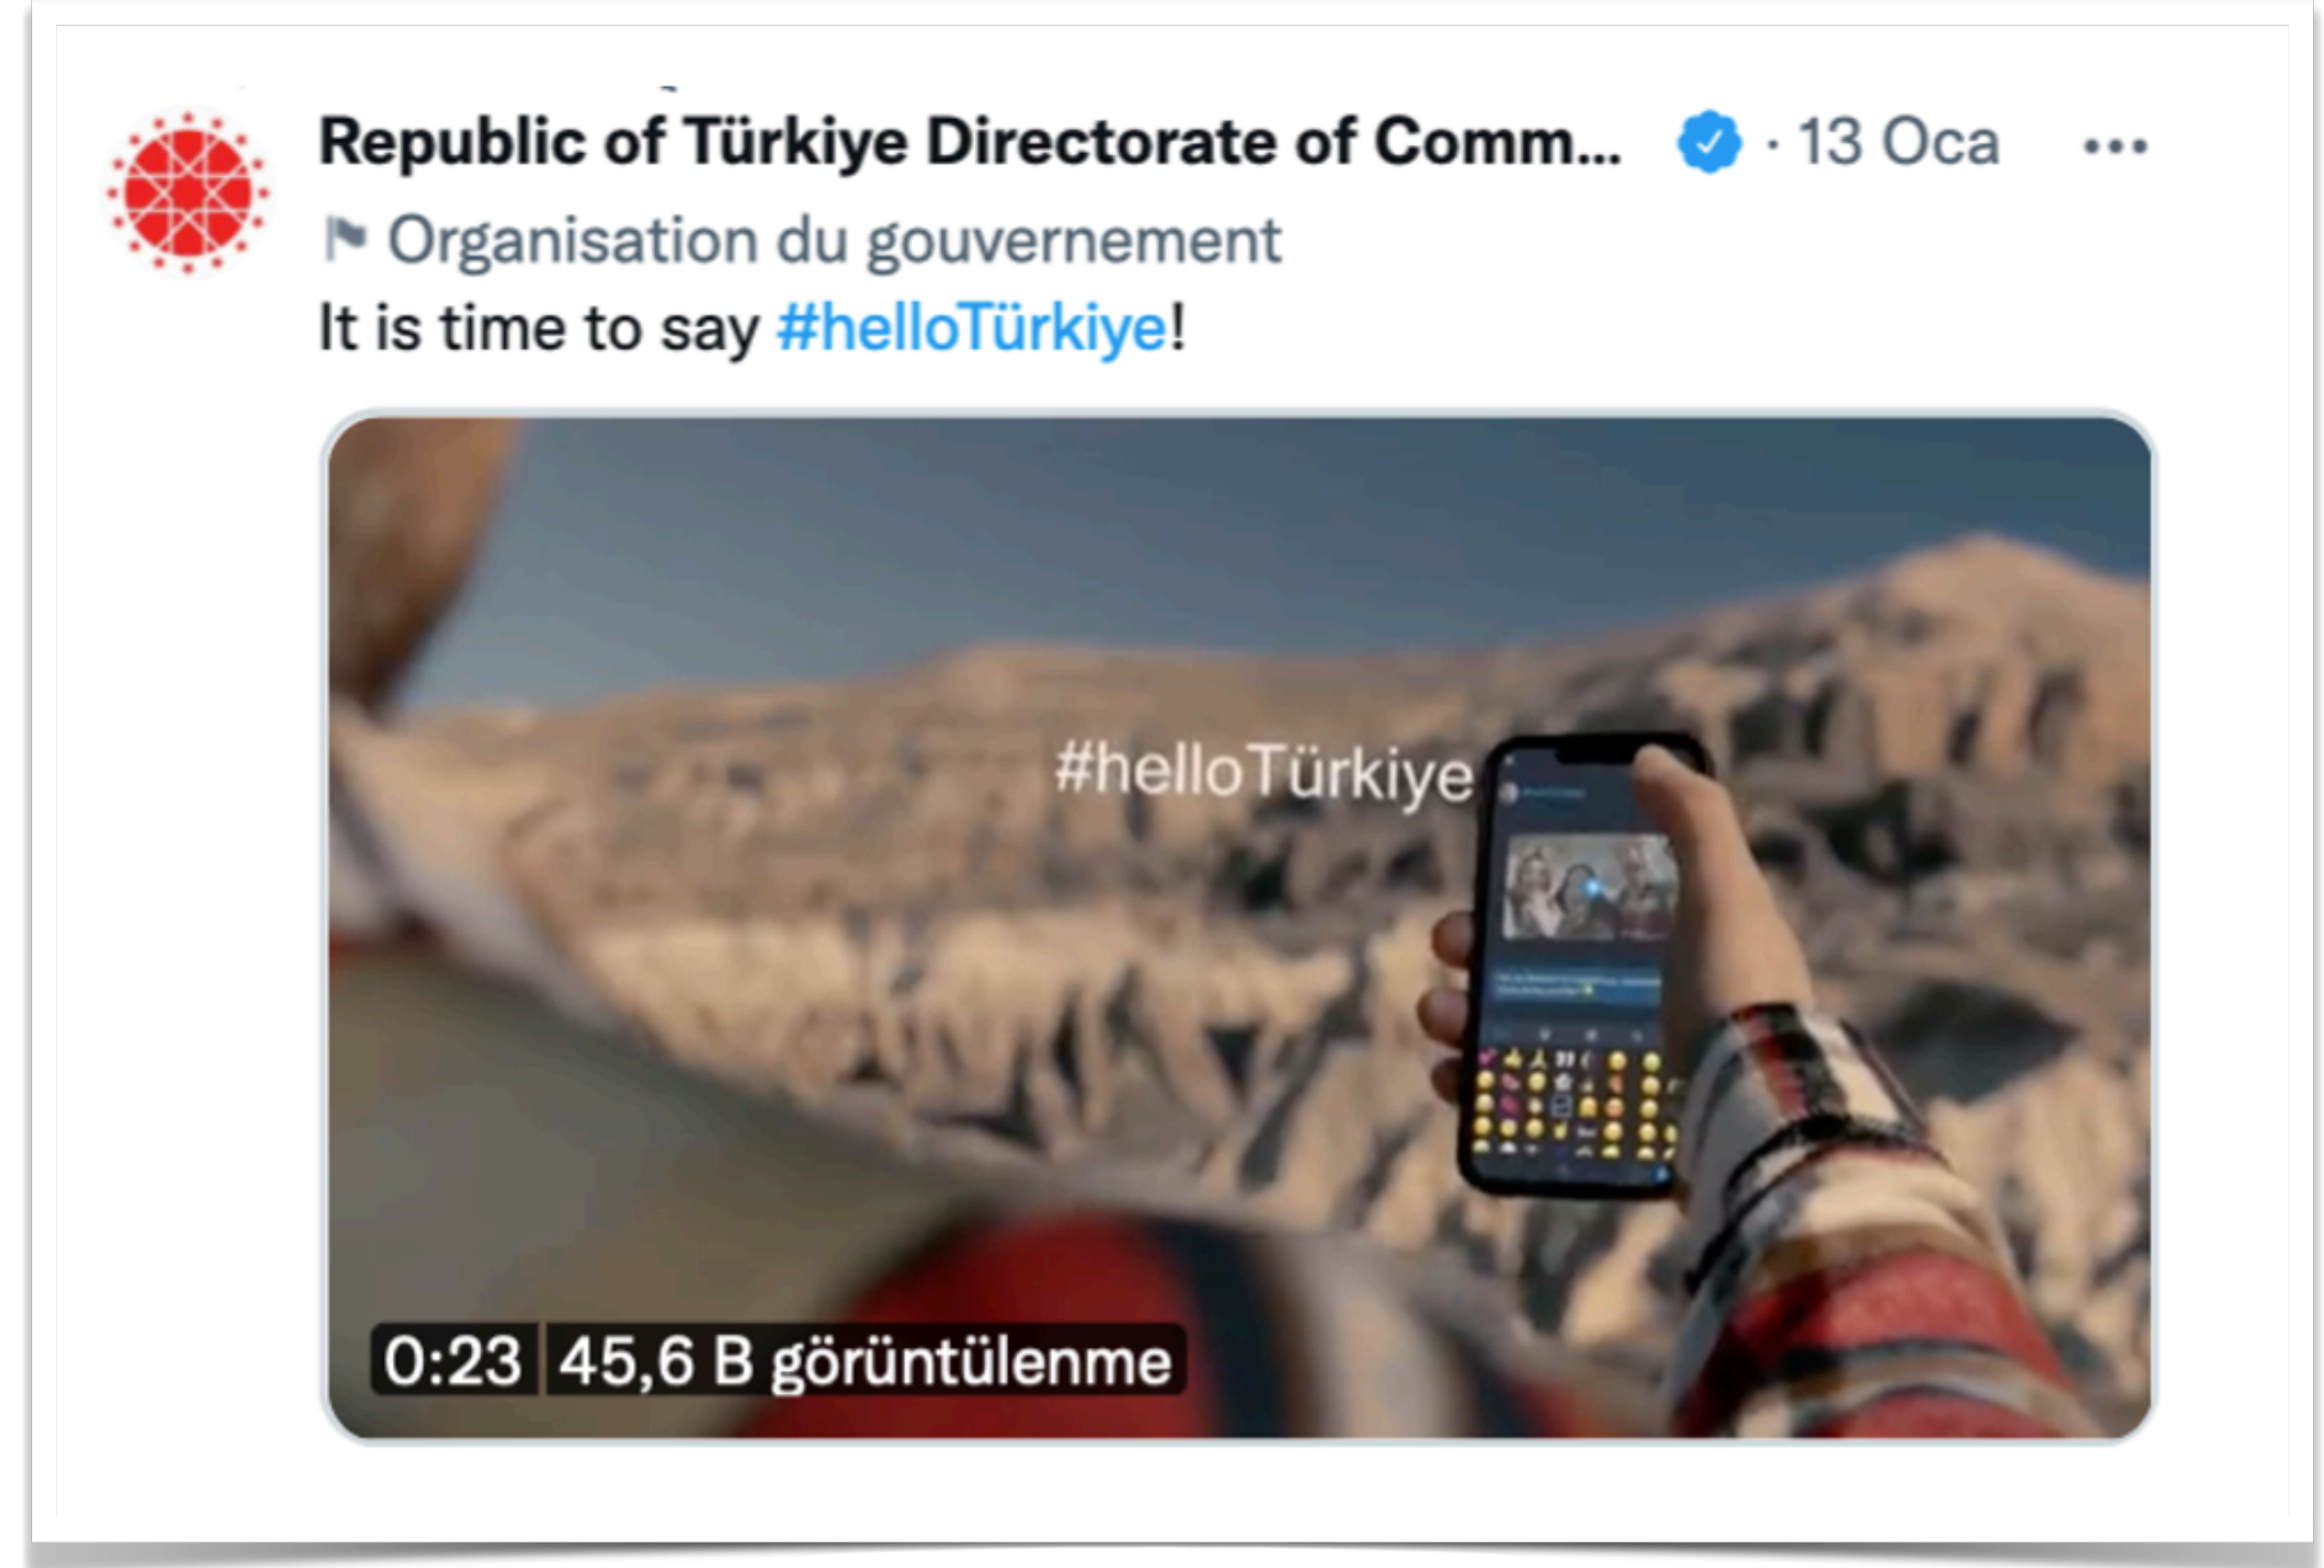 Republic of Türkiye Directorate of Comm... · 13 Oca
Organisation du gouvernement
It is time to say #helloTürkiye!
#helloTürkiye
0:23 45,6 B görüntülenme